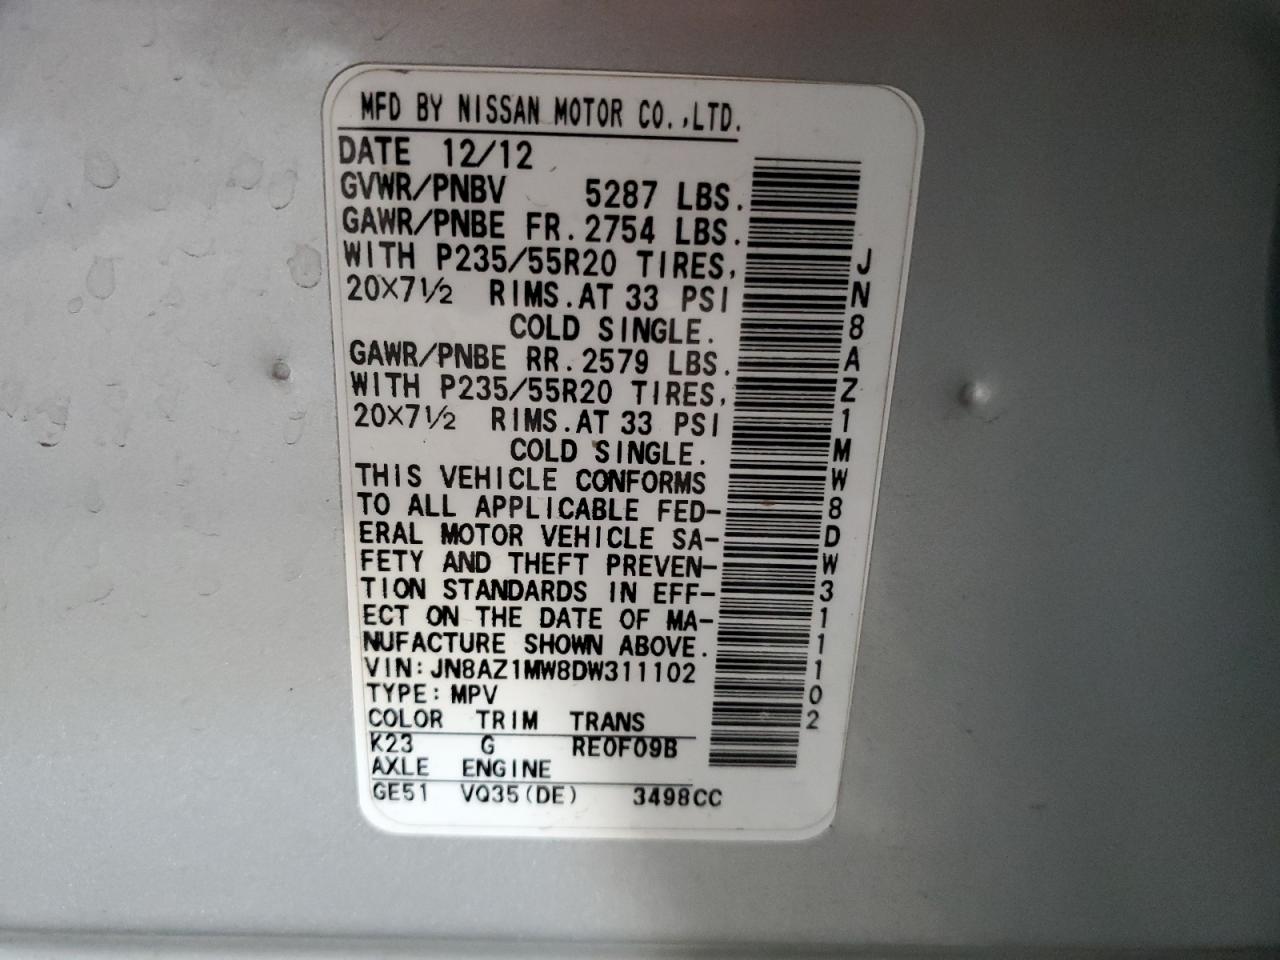 MFD BY NISSAN MOTOR CO.,LTD.
DATE 12/12
GVWR/PNBV 5287 LBS.
GAWR/PNBE FR. 2754 LBS.
WITH P235/55R20 TIRES,
20X7½ RIMS. AT 33 PSI
COLD SINGLE.
GAWR/PNBE RR. 2579 LBS.
WITH P235/55R20 TIRES,
20X7½ RIMS. AT 33 PSI
COLD SINGLE.
THIS VEHICLE CONFORMS
TO ALL APPLICABLE FED-
ERAL MOTOR VEHICLE SA-
FETY AND THEFT PREVEN-
TION STANDARDS IN EFF-
ECT ON THE DATE OF MA-
NUFACTURE SHOWN ABOVE.
VIN: JN8AZ1MW8DW311102
TYPE: MPV
COLOR TRIM TRANS
K23 G RE0F09B
AXLE ENGINE
GE51 VQ35(DE) 3498CC
JN8AZ1MW8DW311102